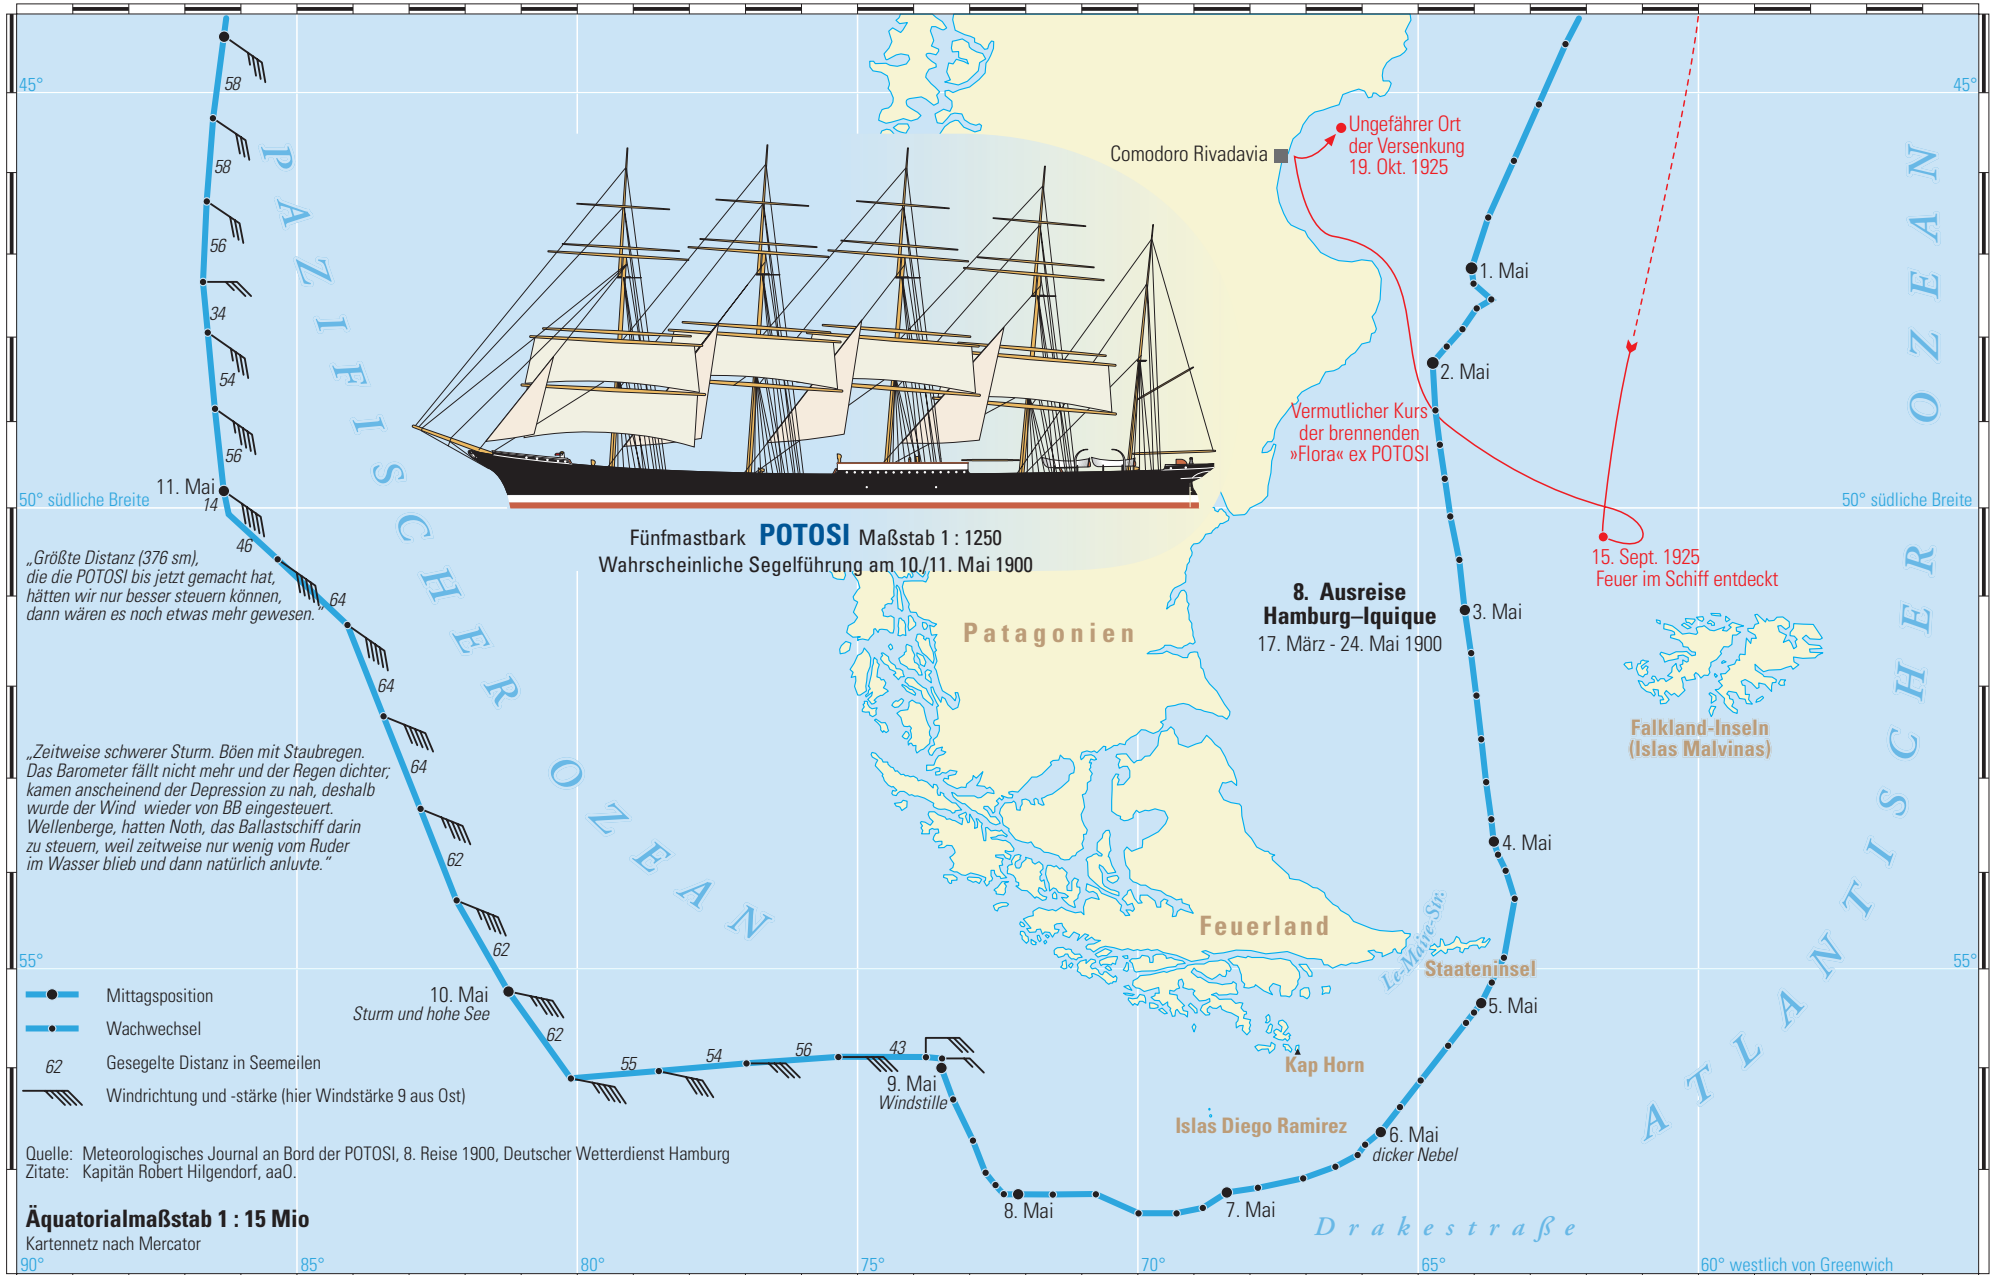 45°
45°
58
58
56
34
54
56
14
46
64
64
64
62
62
62
55
54
56
43
PAZIFISCHER OZEAN
ATLANTISCHER OZEAN
Comodoro Rivadavia
Ungefährer Ort
der Versenkung
19. Okt. 1925
1. Mai
2. Mai
Vermutlicher Kurs
der brennenden
»Flora« ex POTOSI
11. Mai
50° südliche Breite
50° südliche Breite
Fünfmastbark POTOSI Maßstab 1 : 1250
Wahrscheinliche Segelführung am 10./11. Mai 1900
„Größte Distanz (376 sm),
die die POTOSI bis jetzt gemacht hat,
hätten wir nur besser steuern können,
dann wären es noch etwas mehr gewesen.“
15. Sept. 1925
Feuer im Schiff entdeckt
8. Ausreise
Hamburg–Iquique
17. März - 24. Mai 1900
3. Mai
Patagonien
Falkland-Inseln
(Islas Malvinas)
„Zeitweise schwerer Sturm. Böen mit Staubregen.
Das Barometer fällt nicht mehr und der Regen dichter;
kamen anscheinend der Depression zu nah, deshalb
wurde der Wind wieder von BB eingesteuert.
Wellenberge, hatten Noth, das Ballastschiff darin
zu steuern, weil zeitweise nur wenig vom Ruder
im Wasser blieb und dann natürlich anluvte.“
4. Mai
Feuerland
Le-Maire-Str.
Staateninsel
55°
55°
5. Mai
10. Mai
Sturm und hohe See
Mittagsposition
Wachwechsel
62 Gesegelte Distanz in Seemeilen
Windrichtung und -stärke (hier Windstärke 9 aus Ost)
9. Mai
Windstille
Kap Horn
Islas Diego Ramirez
6. Mai
dicker Nebel
Quelle: Meteorologisches Journal an Bord der POTOSI, 8. Reise 1900, Deutscher Wetterdienst Hamburg
Zitate: Kapitän Robert Hilgendorf, aaO.
8. Mai
7. Mai
Drakestraße
Äquatorialmaßstab 1 : 15 Mio
Kartennetz nach Mercator
90°
85°
80°
75°
70°
65°
60° westlich von Greenwich